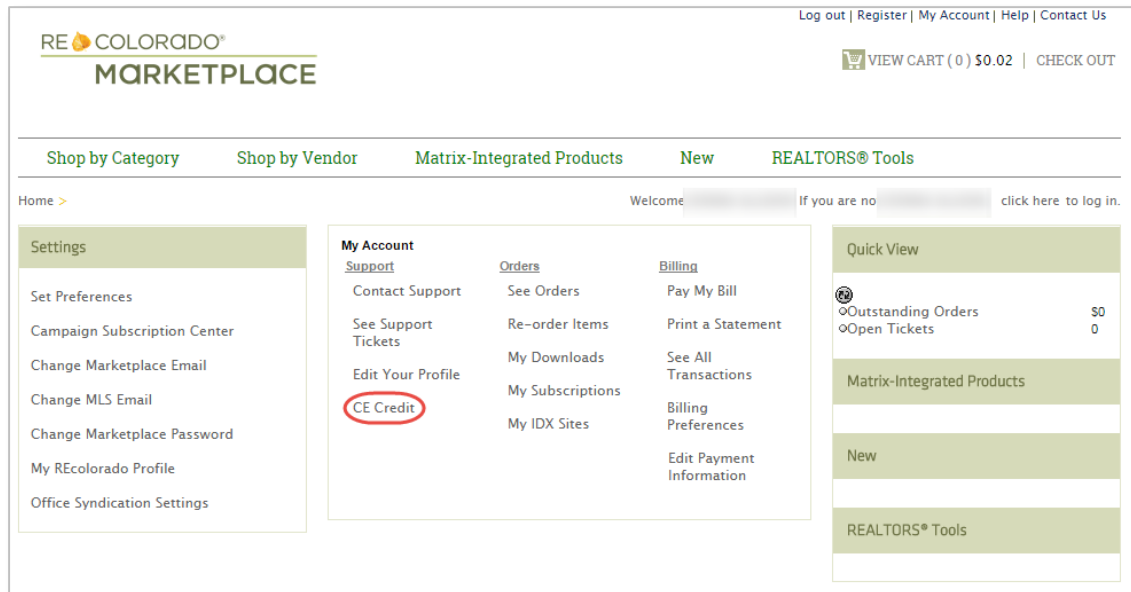 Log out | Register | My Account | Help | Contact Us
RE COLORADO®
MARKETPLACE
VIEW CART ( 0 ) $0.02 | CHECK OUT
Shop by Category Shop by Vendor Matrix-Integrated Products New REALTORS® Tools
Home >
Welcome
If you are no
click here to log in.
Settings
Set Preferences
Campaign Subscription Center
Change Marketplace Email
Change MLS Email
Change Marketplace Password
My REcolorado Profile
Office Syndication Settings
My Account
Support
Contact Support
See Support
Tickets
Edit Your Profile
CE Credit
Orders
See Orders
Re-order Items
My Downloads
My Subscriptions
My IDX Sites
Billing
Pay My Bill
Print a Statement
See All
Transactions
Billing
Preferences
Edit Payment
Information
Quick View
Outstanding Orders $0
Open Tickets 0
Matrix-Integrated Products
New
REALTORS® Tools